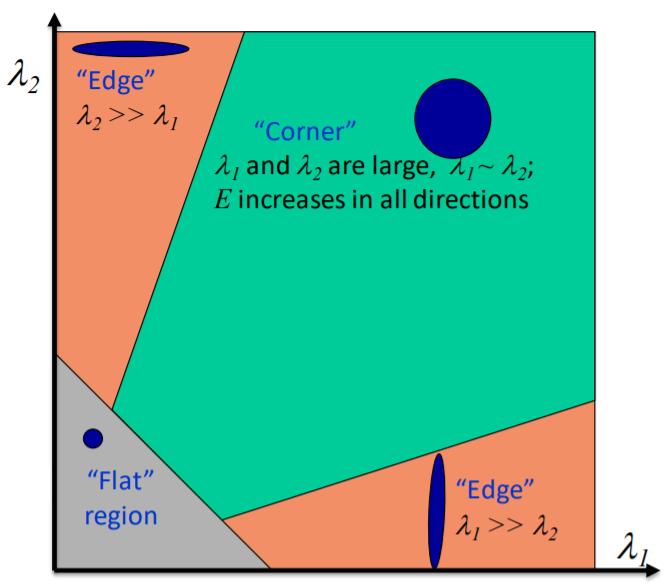 λ2
“Edge”
λ2 >> λ1
“Corner”
λ1 and λ2 are large, λ1 ~ λ2;
E increases in all directions
“Flat”
region
“Edge”
λ1 >> λ2
λ1